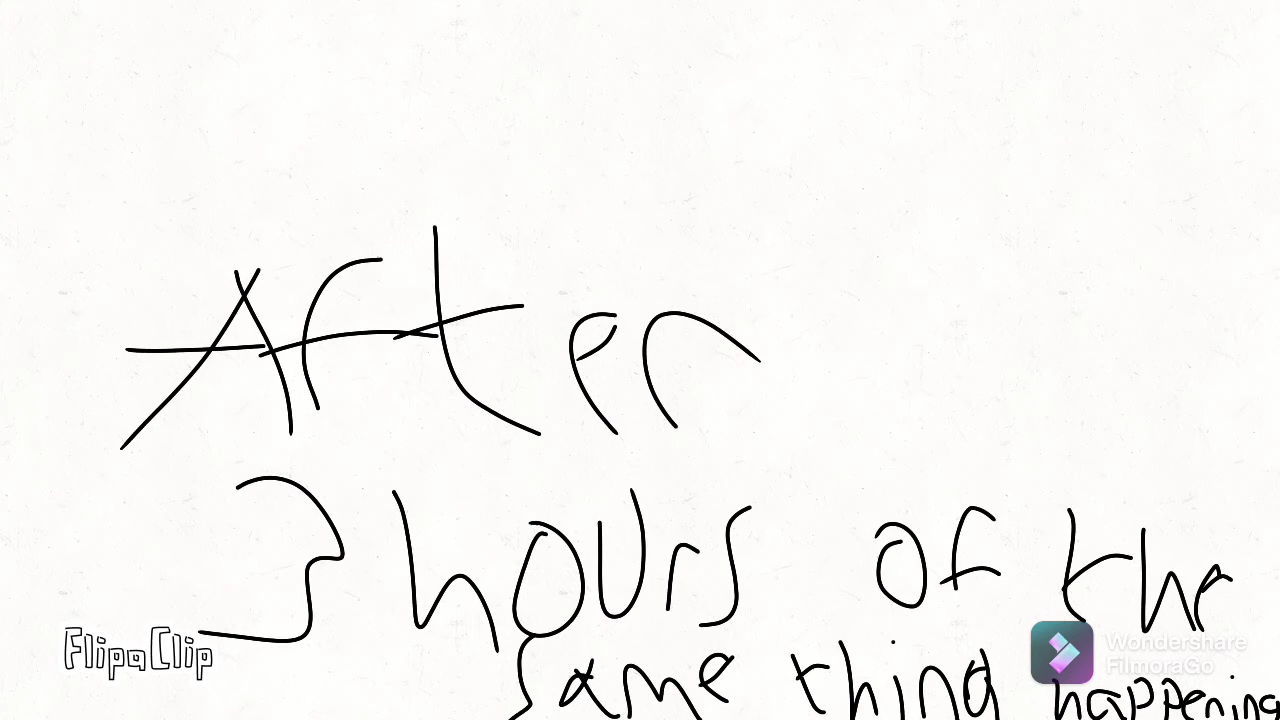 After
3 hours of the
same thing happening
FlipaClip
Wondershare
FilmoraGo